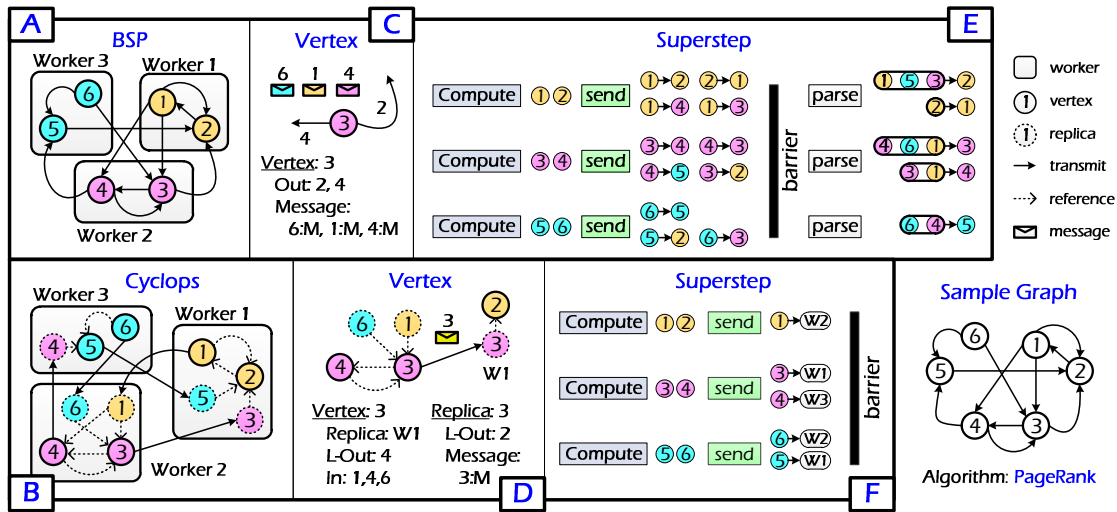 A
BSP
Worker 3
Worker 1
6
1
5
2
4
3
Worker 2
C
Vertex
6
1
4
3
2
4
Vertex: 3
Out: 2, 4
Message:
6:M, 1:M, 4:M
E
Superstep
Compute 1 2 send 1 2 2 1
1 4 1 3
Compute 3 4 send 3 4 4 3
4 5 3 2
Compute 5 6 send 6 5
5 2 6 3
barrier
parse 1 5 3 2
2 1
parse 4 6 1 3
3 1 4
parse 6 4 5
worker
1 vertex
1 replica
transmit
reference
message
B
Cyclops
Worker 3
Worker 1
6
4
5
1
2
5
3
6
1
4
3
Worker 2
D
Vertex
6
1
3
2
4
3
3
W1
Vertex: 3
Replica: W1
L-Out: 4
In: 1,4,6
Replica: 3
L-Out: 2
Message:
3:M
F
Superstep
Compute 1 2 send 1 W2
Compute 3 4 send 3 W1
4 W3
Compute 5 6 send 6 W2
5 W1
barrier
Sample Graph
6
1
5
2
4
3
Algorithm: PageRank